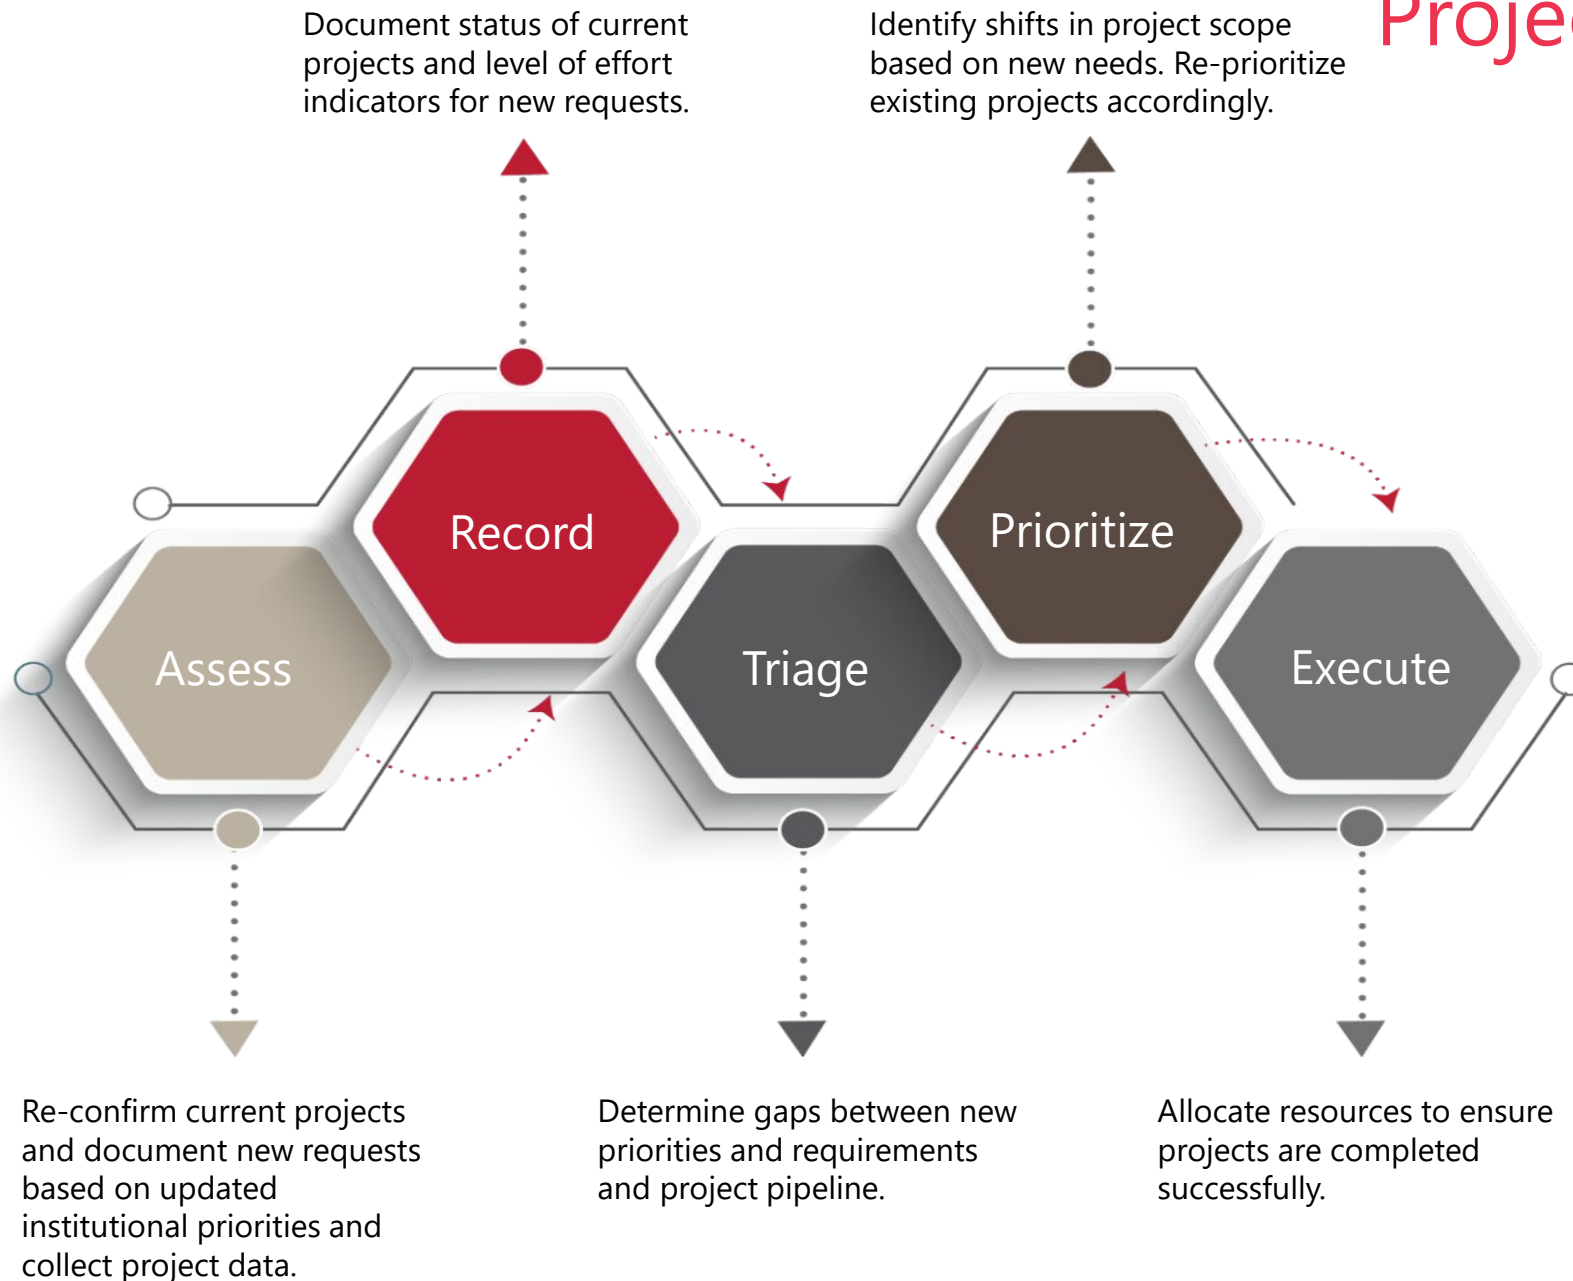 Document status of current
projects and level of effort
indicators for new requests.
Identify shifts in project scope
based on new needs. Re-prioritize
existing projects accordingly.
Record
Prioritize
Assess
Triage
Execute
Re-confirm current projects
and document new requests
based on updated
institutional priorities and
collect project data.
Determine gaps between new
priorities and requirements
and project pipeline.
Allocate resources to ensure
projects are completed
successfully.